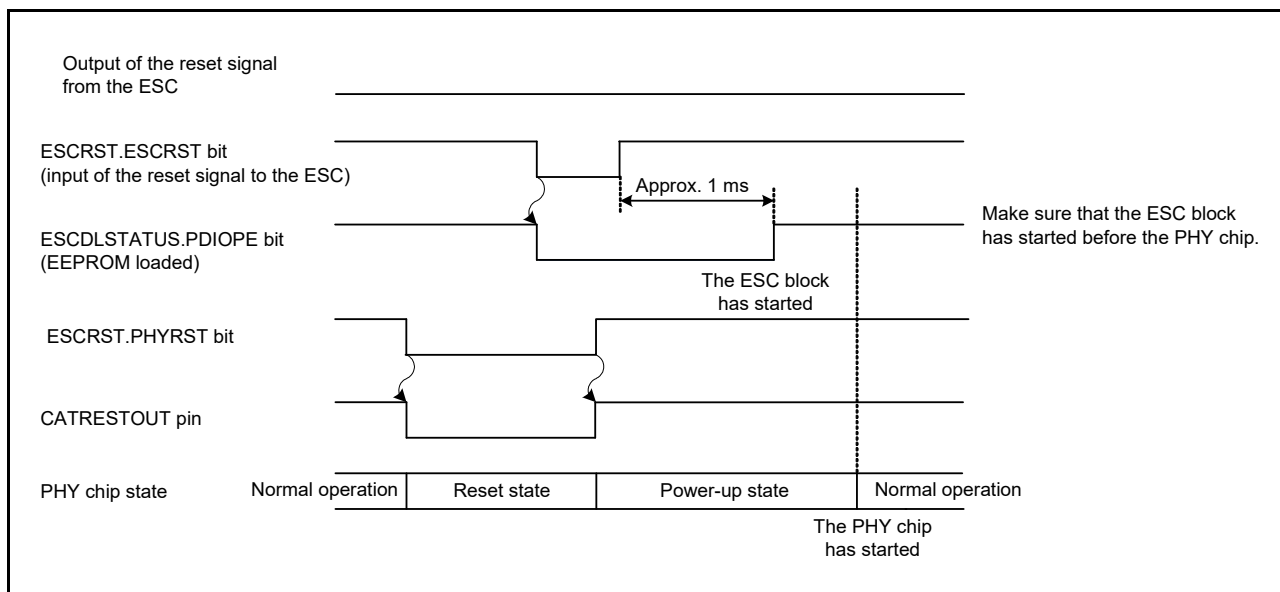 Output of the reset signal
from the ESC
ESCRST.ESCRST bit
(input of the reset signal to the ESC)
Approx. 1 ms
Make sure that the ESC block
has started before the PHY chip.
ESCDLSTATUS.PDIOPE bit
(EEPROM loaded)
The ESC block
has started
ESCRST.PHYRST bit
CATRESTOUT pin
PHY chip state
Normal operation
Reset state
Power-up state
Normal operation
The PHY chip
has started